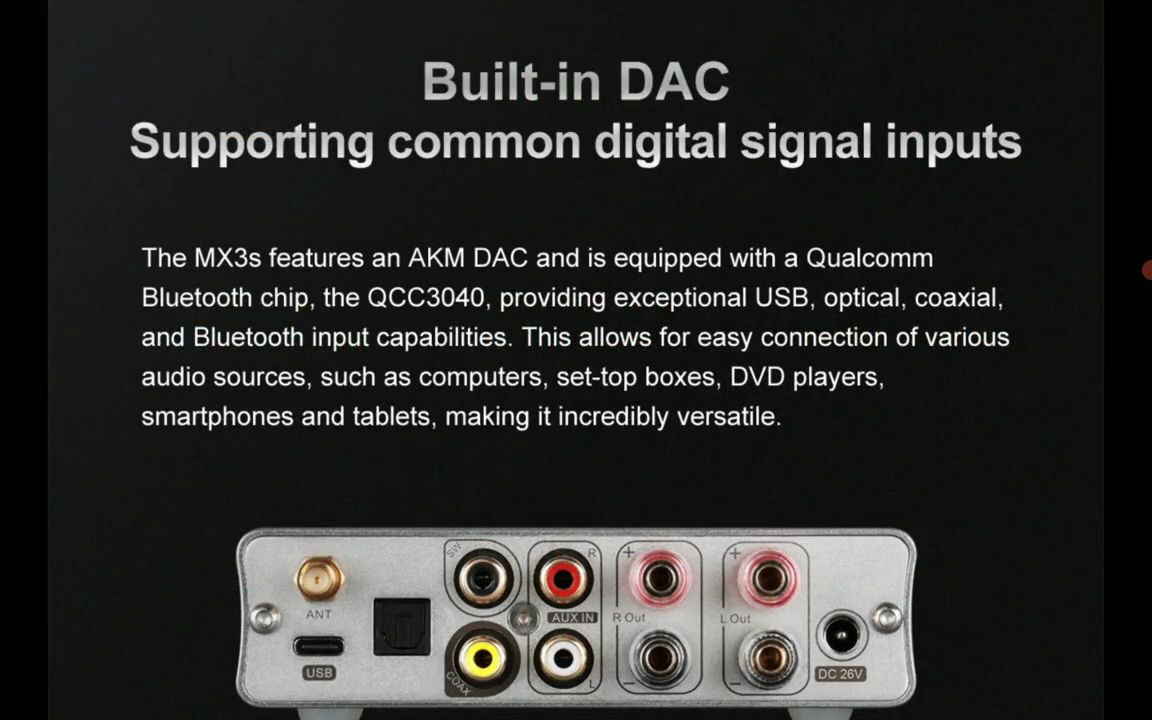 Built-in DAC
Supporting common digital signal inputs
The MX3s features an AKM DAC and is equipped with a Qualcomm
Bluetooth chip, the QCC3040, providing exceptional USB, optical, coaxial,
and Bluetooth input capabilities. This allows for easy connection of various
audio sources, such as computers, set-top boxes, DVD players,
smartphones and tablets, making it incredibly versatile.
ANT
USB
SW
COAX
R
AUX IN
L
+
R Out
−
+
L Out
−
DC 26V